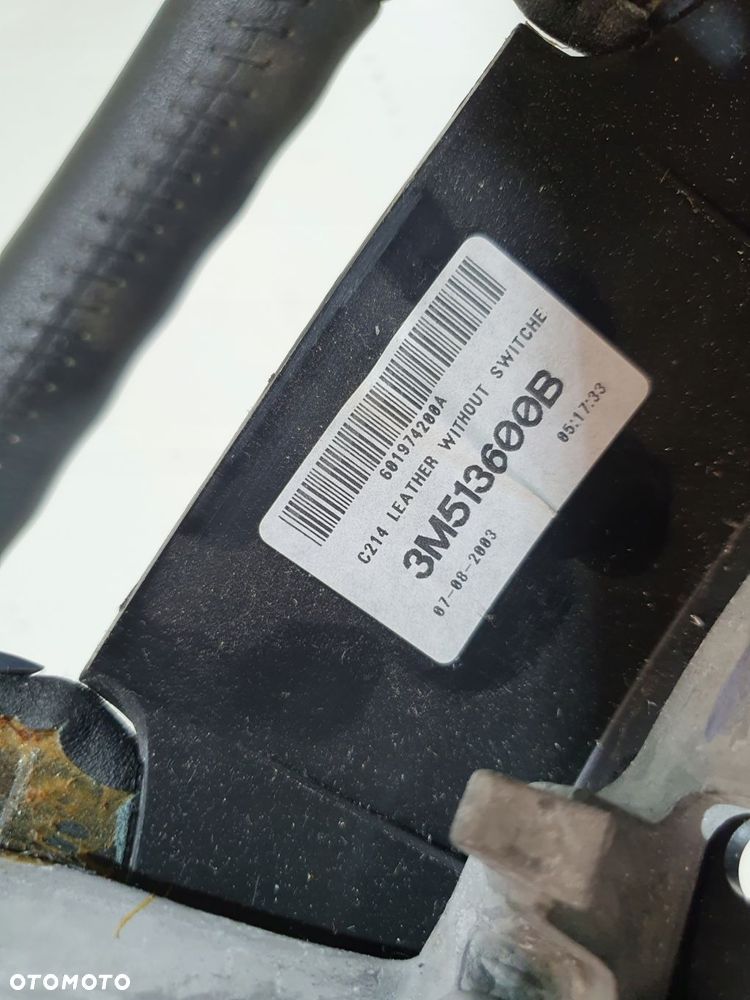 601974200A
C214 LEATHER WITHOUT SWITCHE
3M513600B
07-08-2003 05:17:33
OTOMOTO